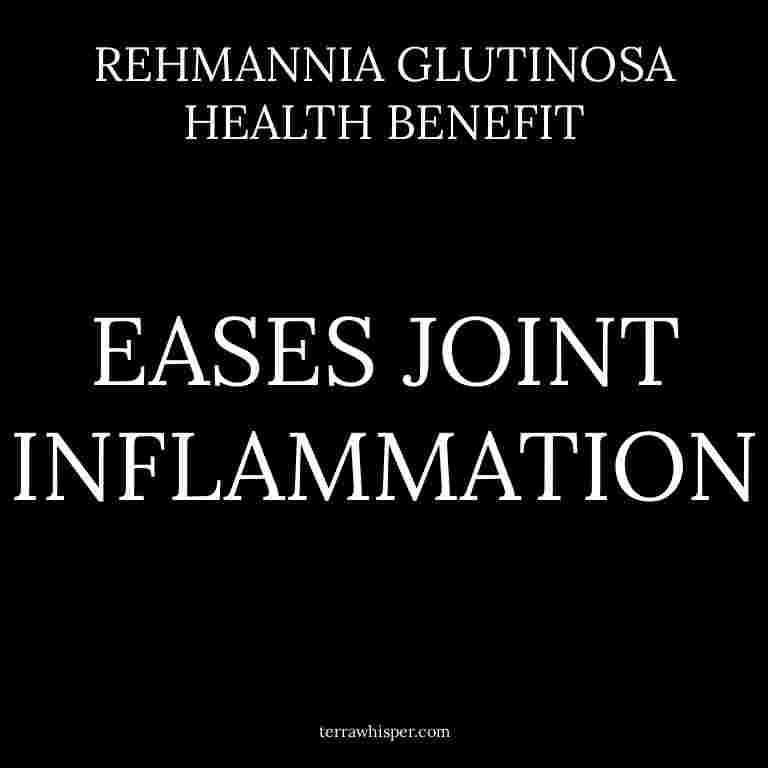 REHMANNIA GLUTINOSA
HEALTH BENEFIT
EASES JOINT
INFLAMMATION
terrawhisper.com